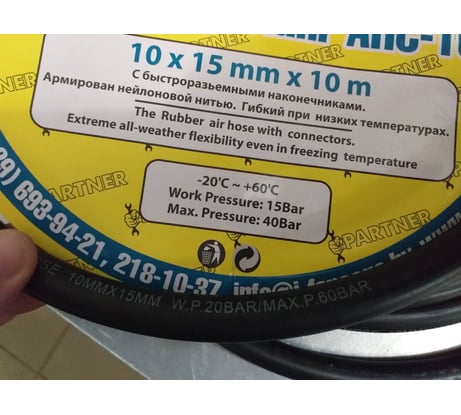 PARTNER
10 x 15 mm x 10 m
С быстроразъемными наконечниками.
Армирован нейлоновой нитью. Гибкий при низких температурах.
The Rubber air hose with connectors.
Extreme all-weather flexibility even in freezing temperature
-20'C ~ +60'C
Work Pressure: 15Bar
Max. Pressure: 40Bar
PARTNER
PARTNER
29) 693-94-21, 218-10-37
10MMX15MM W.P.20BAR/MAX.P.60BAR